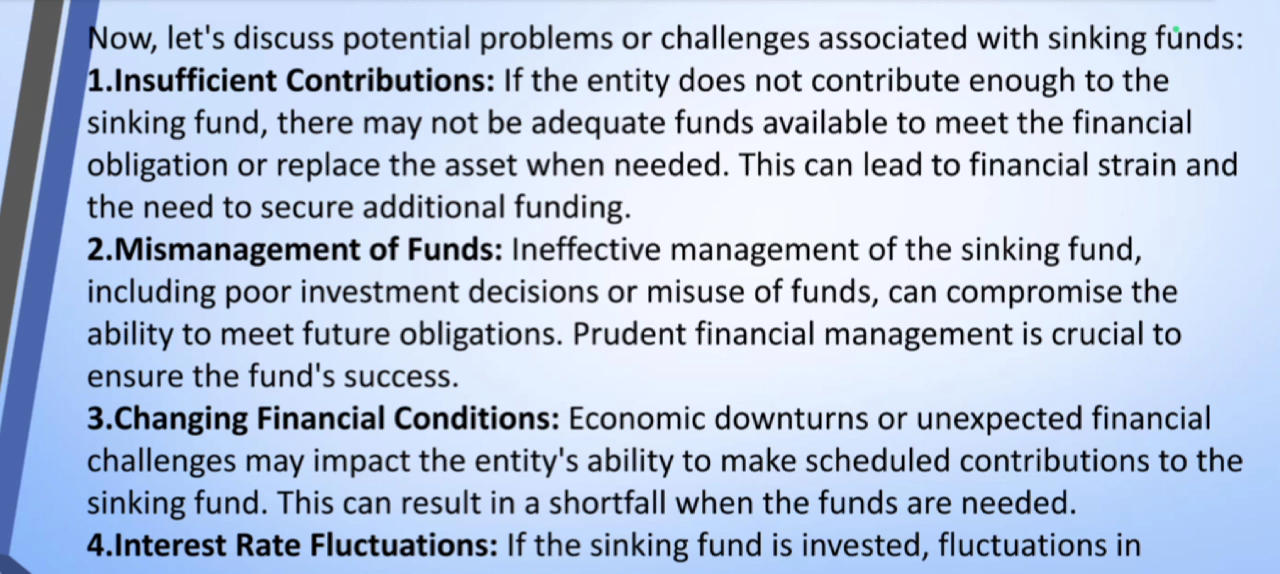 Now, let's discuss potential problems or challenges associated with sinking funds:
1.Insufficient Contributions: If the entity does not contribute enough to the
sinking fund, there may not be adequate funds available to meet the financial
obligation or replace the asset when needed. This can lead to financial strain and
the need to secure additional funding.
2.Mismanagement of Funds: Ineffective management of the sinking fund,
including poor investment decisions or misuse of funds, can compromise the
ability to meet future obligations. Prudent financial management is crucial to
ensure the fund's success.
3.Changing Financial Conditions: Economic downturns or unexpected financial
challenges may impact the entity's ability to make scheduled contributions to the
sinking fund. This can result in a shortfall when the funds are needed.
4.Interest Rate Fluctuations: If the sinking fund is invested, fluctuations in